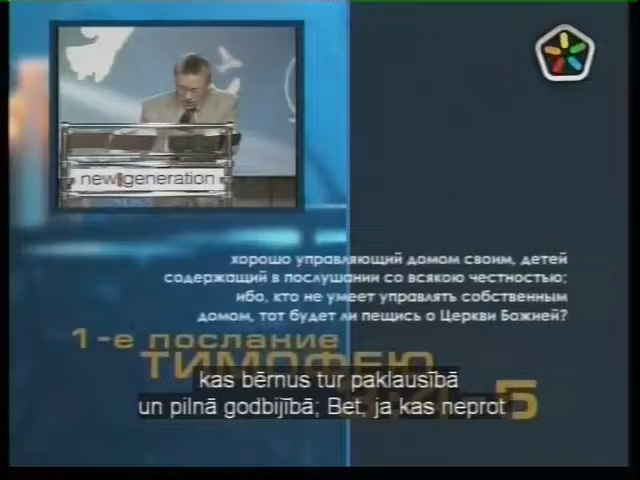 new generation
хорошо управляющий домом своим, детей
содержащий в послушании со всякою честностью;
ибо, кто не умеет управлять собственным
домом, тот будет ли пещись о Церкви Божией?
1-е послание
ТИМОФЕЮ
5
kas bērnus tur paklausībā
un pilnā godbijībā; Bet, ja kas neprot